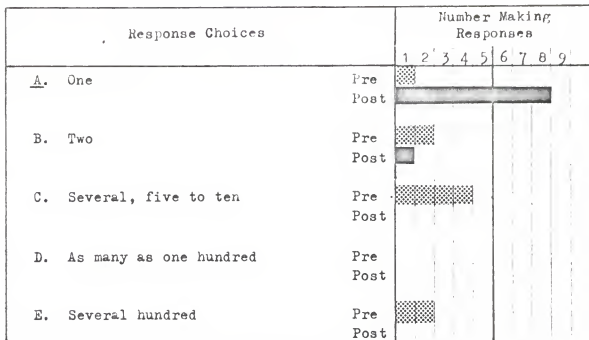 Response Choices
Number Making
Responses
1 2 3 4 5 6 7 8 9
A. One Pre
Post
B. Two Pre
Post
C. Several, five to ten Pre
Post
D. As many as one hundred Pre
Post
E. Several hundred Pre
Post